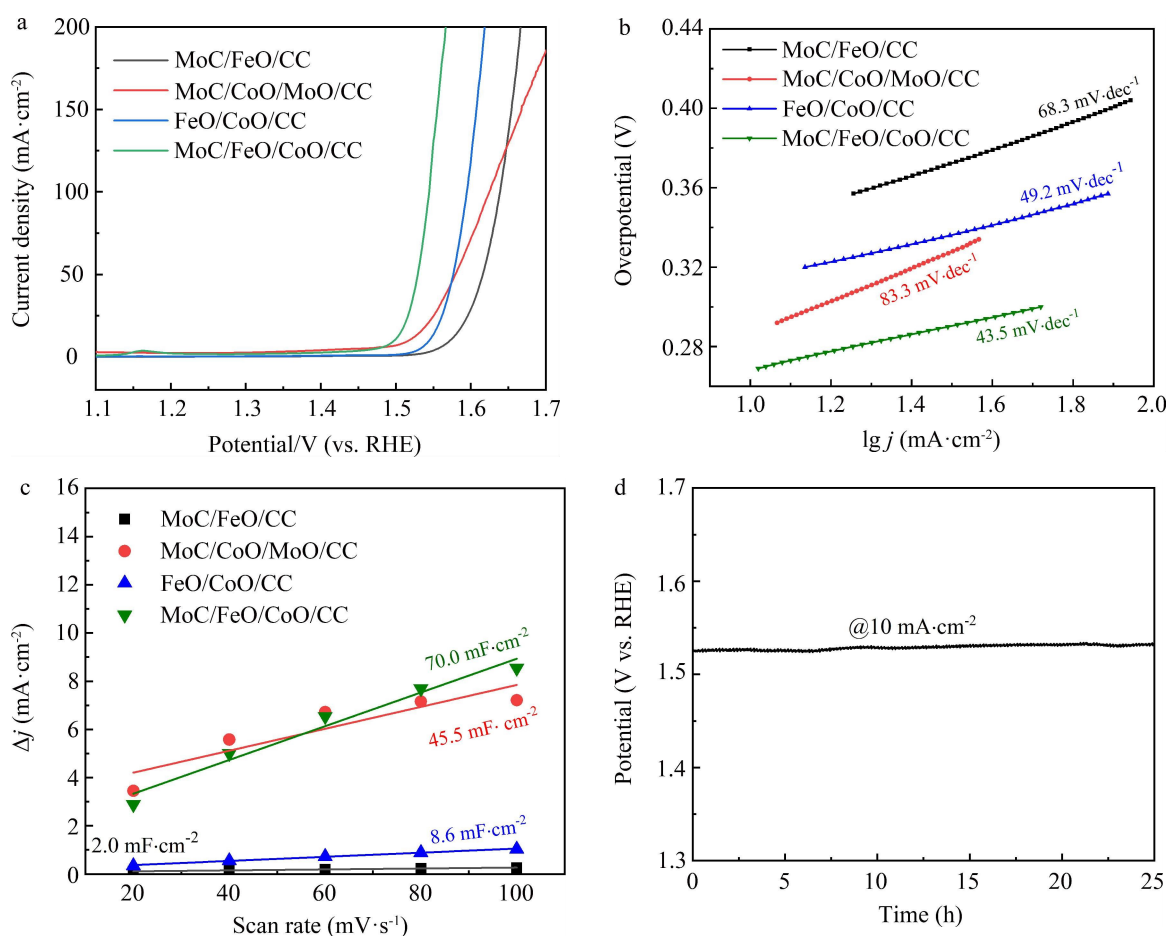 a
200
150
100
50
0
Current density (mA·cm-2)
MoC/FeO/CC
MoC/CoO/MoO/CC
FeO/CoO/CC
MoC/FeO/CoO/CC
1.1 1.2 1.3 1.4 1.5 1.6 1.7
Potential/V (vs. RHE)
b
0.44
0.40
0.36
0.32
0.28
Overpotential (V)
MoC/FeO/CC
MoC/CoO/MoO/CC
FeO/CoO/CC
MoC/FeO/CoO/CC
68.3 mV·dec-1
49.2 mV·dec-1
83.3 mV·dec-1
43.5 mV·dec-1
1.0 1.2 1.4 1.6 1.8 2.0
lg j (mA·cm-2)
c
16
14
12
10
8
6
4
2
0
Δj (mA·cm-2)
MoC/FeO/CC
MoC/CoO/MoO/CC
FeO/CoO/CC
MoC/FeO/CoO/CC
70.0 mF·cm-2
45.5 mF· cm-2
2.0 mF·cm-2
8.6 mF·cm-2
20 40 60 80 100
Scan rate (mV·s-1)
d
1.7
1.6
1.5
1.4
1.3
Potential (V vs. RHE)
@10 mA·cm-2
0 5 10 15 20 25
Time (h)